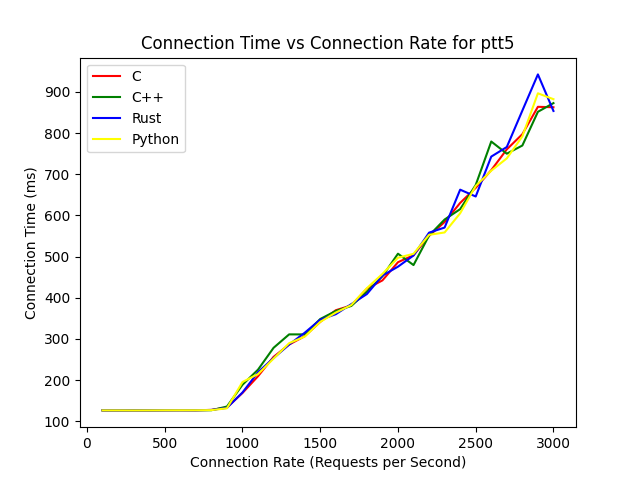 Connection Time vs Connection Rate for ptt5
C
C++
Rust
Python
Connection Time (ms)
900
800
700
600
500
400
300
200
100
0 500 1000 1500 2000 2500 3000
Connection Rate (Requests per Second)